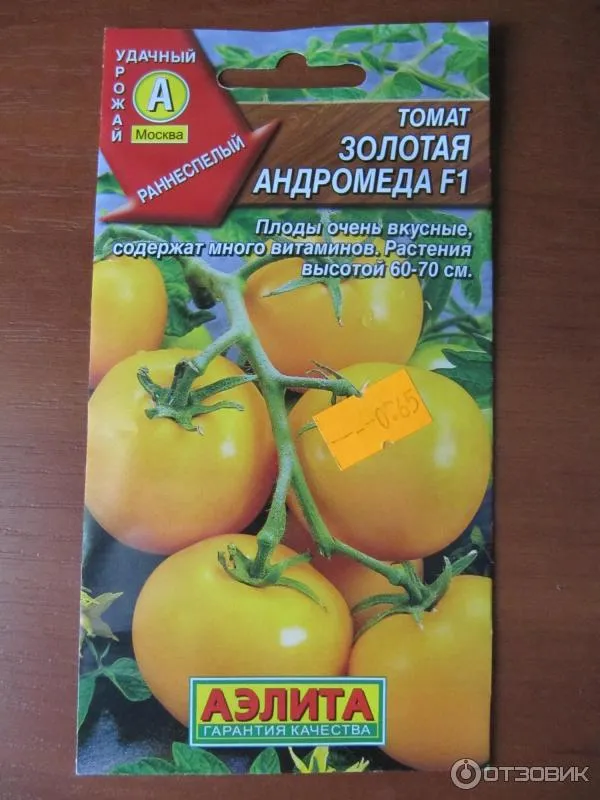 УДАЧНЫЙ
УРОЖАЙ
А
Москва
РАННЕСПЕЛЫЙ
ТОМАТ
ЗОЛОТАЯ
АНДРОМЕДА F1
Плоды очень вкусные,
содержат много витаминов. Растения
высотой 60-70 см.
0565
АЭЛИТА
ГАРАНТИЯ КАЧЕСТВА
ОТЗОВИК